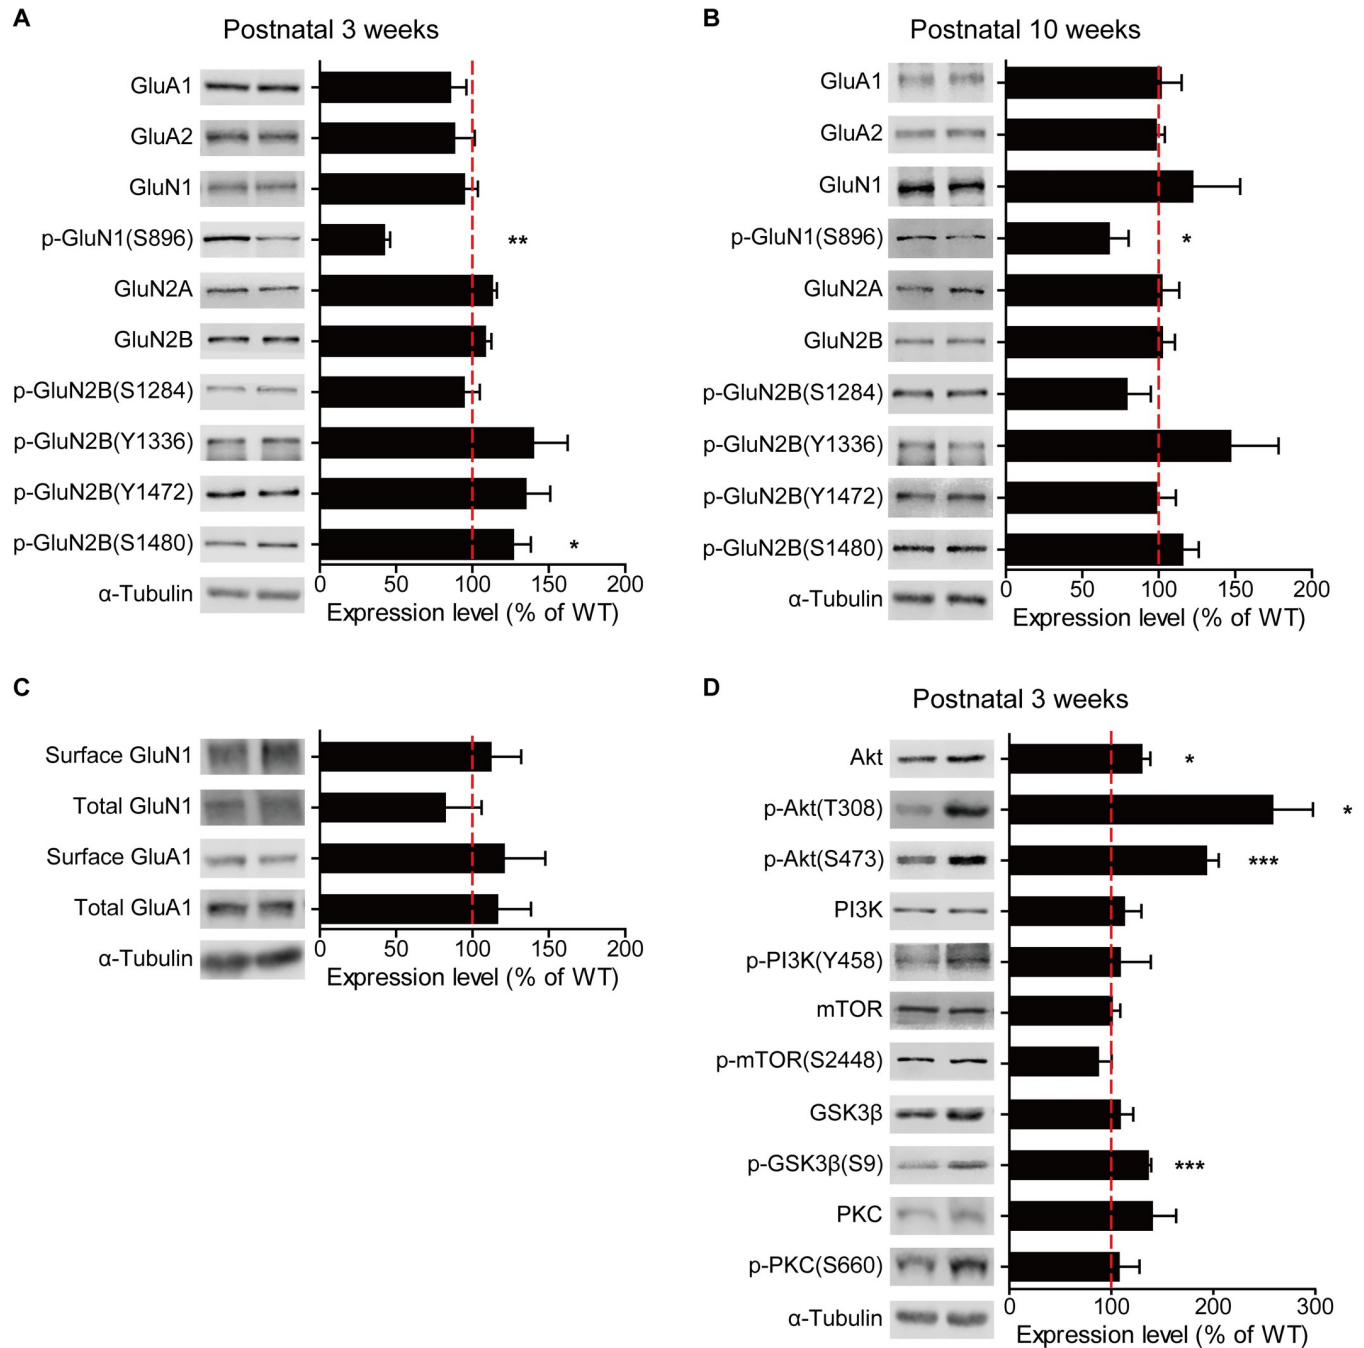 A
Postnatal 3 weeks
GluA1
GluA2
GluN1
p-GluN1(S896)
**
GluN2A
GluN2B
p-GluN2B(S1284)
p-GluN2B(Y1336)
p-GluN2B(Y1472)
p-GluN2B(S1480)
*
α-Tubulin
0 50 100 150 200
Expression level (% of WT)
B
Postnatal 10 weeks
GluA1
GluA2
GluN1
p-GluN1(S896)
*
GluN2A
GluN2B
p-GluN2B(S1284)
p-GluN2B(Y1336)
p-GluN2B(Y1472)
p-GluN2B(S1480)
α-Tubulin
0 50 100 150 200
Expression level (% of WT)
C
Surface GluN1
Total GluN1
Surface GluA1
Total GluA1
α-Tubulin
0 50 100 150 200
Expression level (% of WT)
D
Postnatal 3 weeks
Akt
*
p-Akt(T308)
*
p-Akt(S473)
***
PI3K
p-PI3K(Y458)
mTOR
p-mTOR(S2448)
GSK3β
p-GSK3β(S9)
***
PKC
p-PKC(S660)
α-Tubulin
0 100 200 300
Expression level (% of WT)